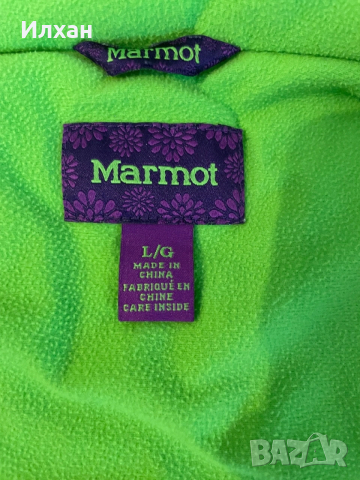 Илхан
Marmot
Marmot
L/G
MADE IN
CHINA
FABRIQUÉ EN
CHINE
CARE INSIDE
BAZAR